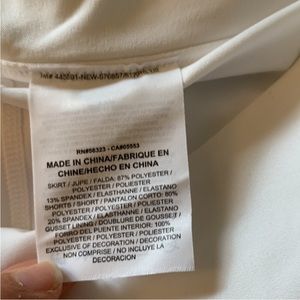 RN#56323 - CA#05553
MADE IN CHINA/FABRIQUE EN
CHINE/HECHO EN CHINA
SKIRT / JUPE / FALDA: 87% POLYESTER /
POLYESTER / POLIESTER
13% SPANDEX / ELASTHANNE / ELASTANO
SHORTS / SHORT / PANTALON CORTO: 80%
POLYESTER / POLYESTER / POLIESTER
20% SPANDEX / ELASTHANNE / ELASTANO
GUSSET LINING / DOUBLURE DE GOUSSET /
FORRO DEL PUENTE INTERIOR: 100%
POLYESTER / POLYESTER / POLIESTER
EXCLUSIVE OF DECORATION / DECORATION
NON COMPRISE / NO INCLUYE LA
DECORACION